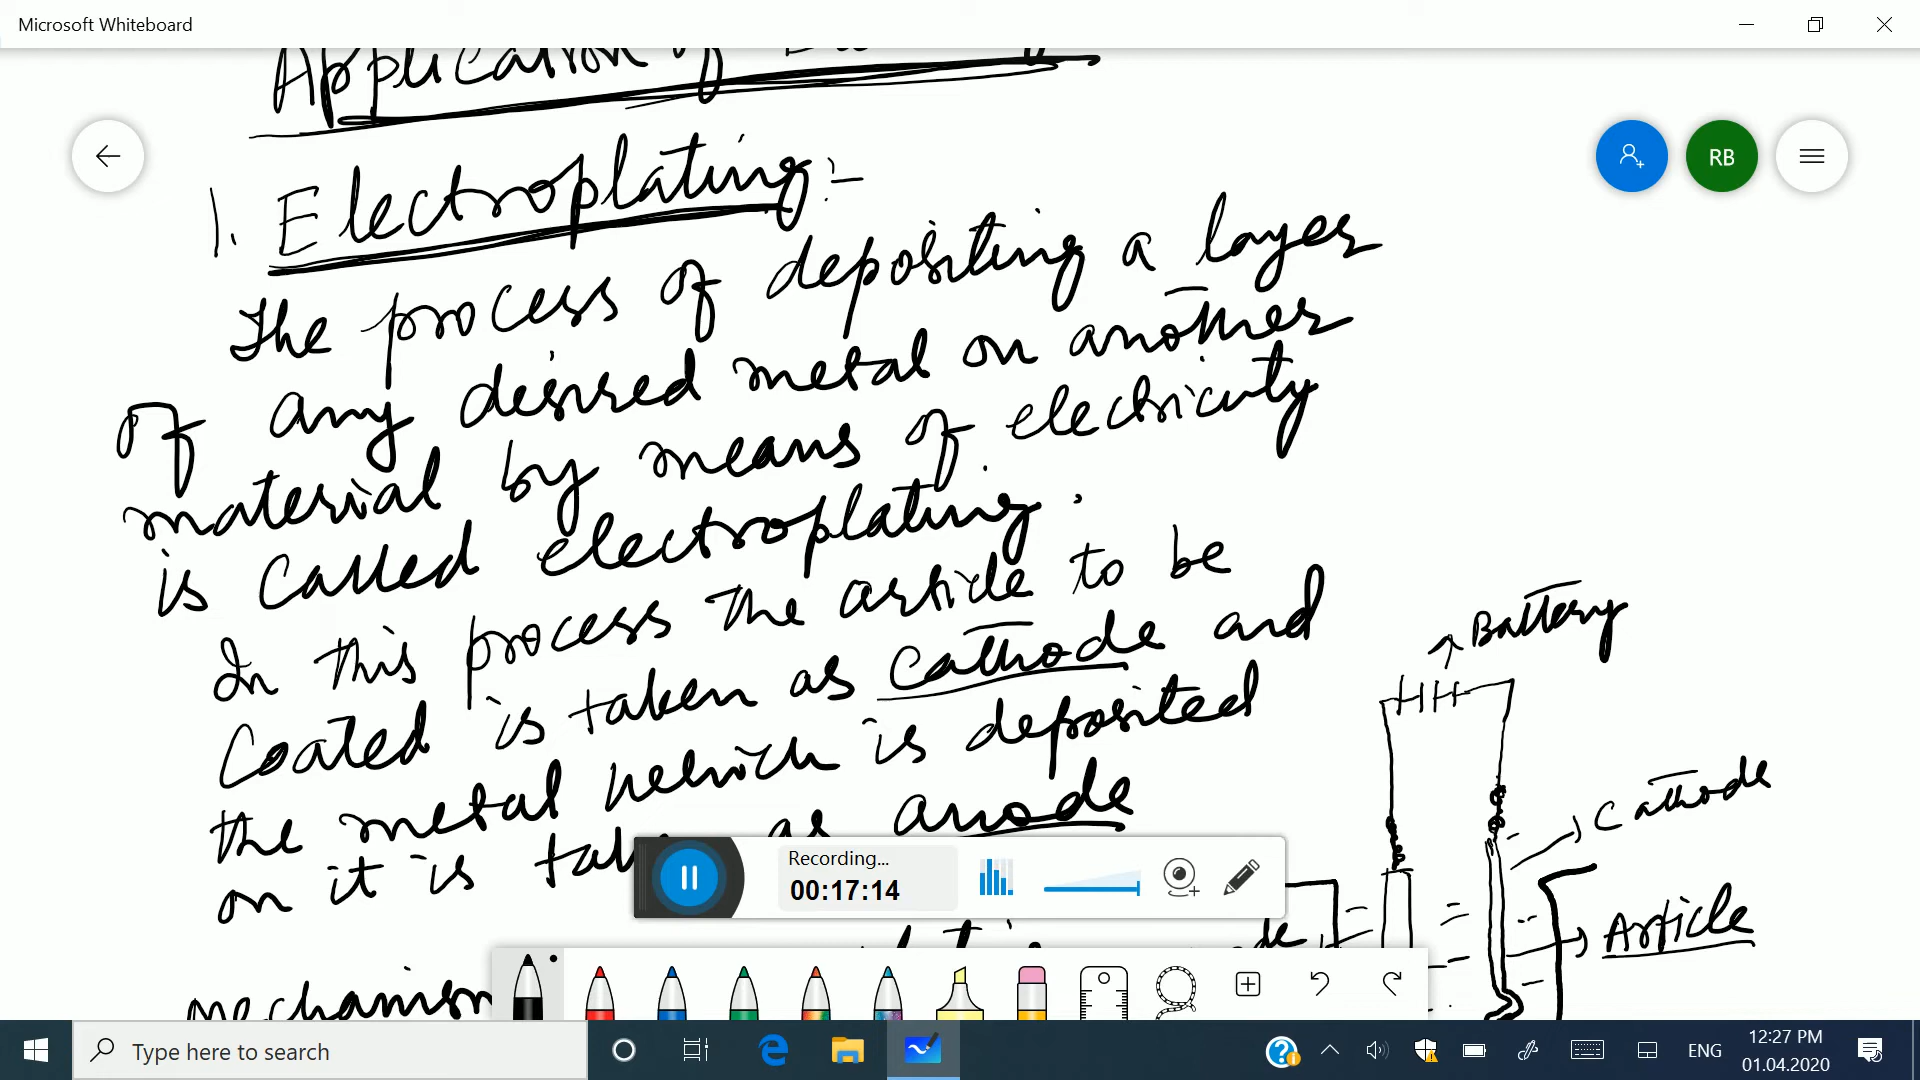 Microsoft Whiteboard
Application of
RB
1. Electroplating :-
The process of depositing a layer
of any desired metal on another
material by means of electricity
is called electroplating.
In this process the article to be
Coated is taken as cathode and
the metal which is deposited
on it is as anode
Battery
Cathode
Article
Recording...
00:17:14
mechanism
Type here to search
ENG
12:27 PM
01.04.2020